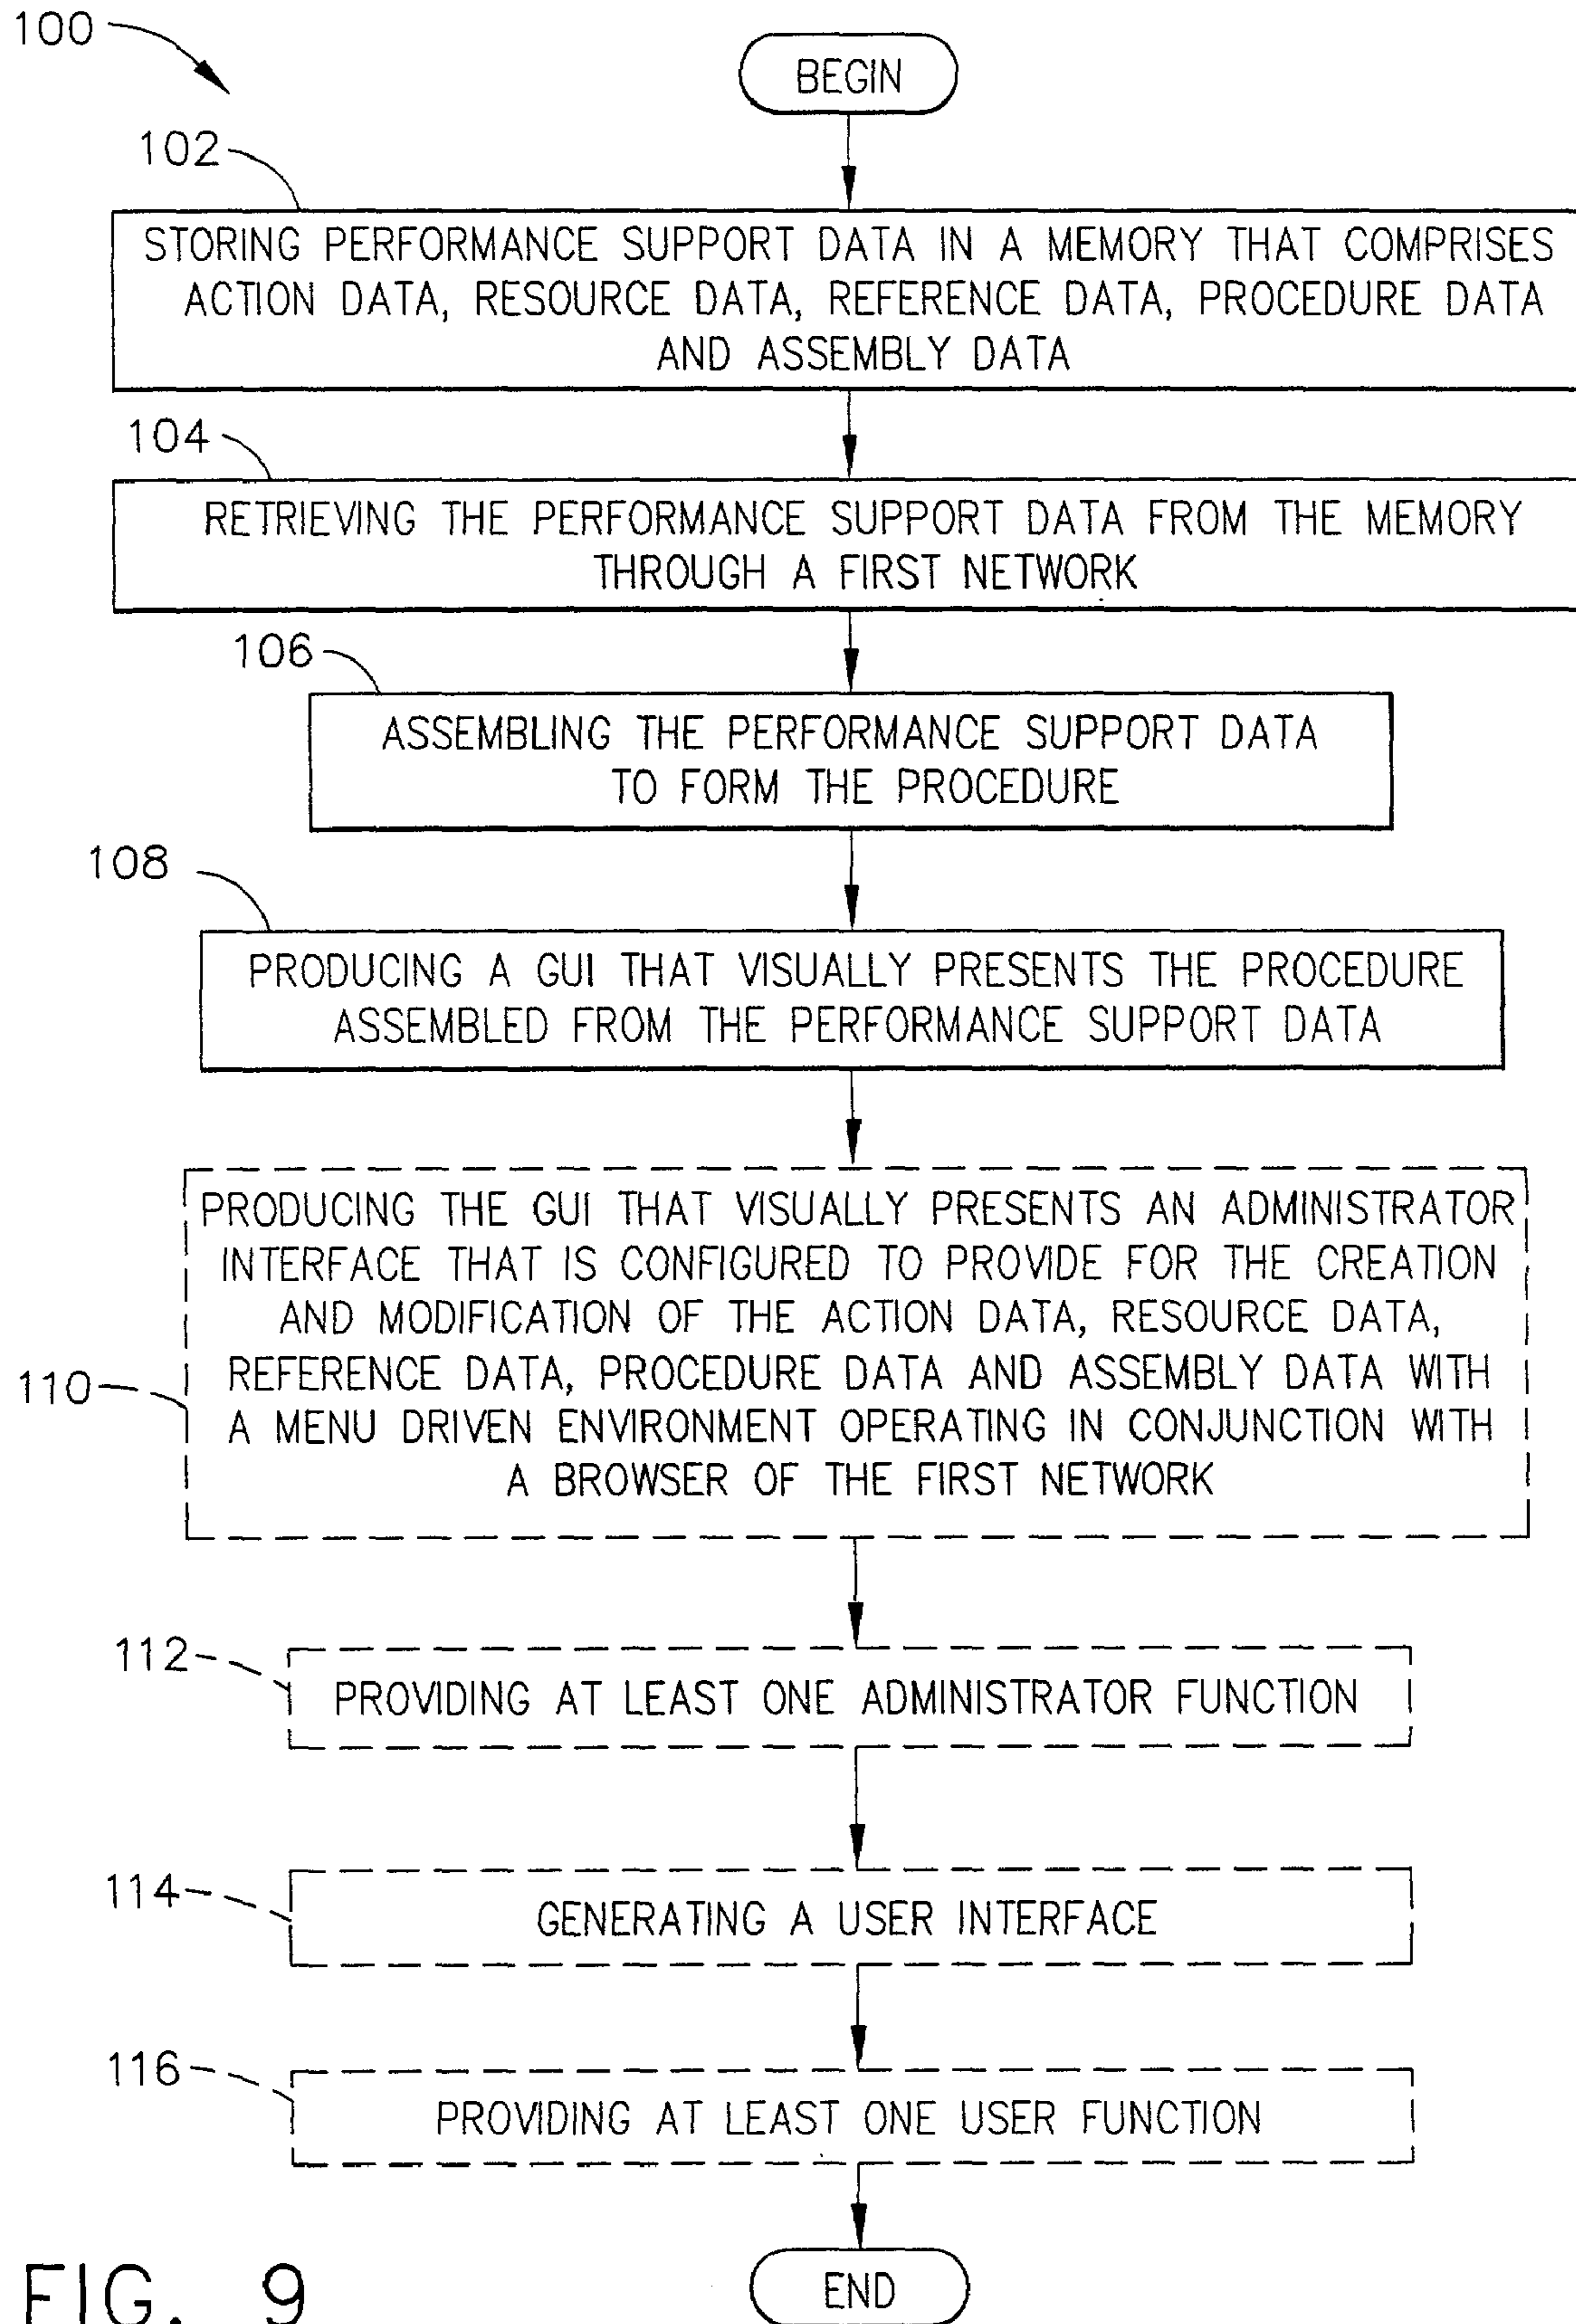 100
BEGIN
102
STORING PERFORMANCE SUPPORT DATA IN A MEMORY THAT COMPRISES
ACTION DATA, RESOURCE DATA, REFERENCE DATA, PROCEDURE DATA
AND ASSEMBLY DATA
104
RETRIEVING THE PERFORMANCE SUPPORT DATA FROM THE MEMORY
THROUGH A FIRST NETWORK
106
ASSEMBLING THE PERFORMANCE SUPPORT DATA
TO FORM THE PROCEDURE
108
PRODUCING A GUI THAT VISUALLY PRESENTS THE PROCEDURE
ASSEMBLED FROM THE PERFORMANCE SUPPORT DATA
110
PRODUCING THE GUI THAT VISUALLY PRESENTS AN ADMINISTRATOR
INTERFACE THAT IS CONFIGURED TO PROVIDE FOR THE CREATION
AND MODIFICATION OF THE ACTION DATA, RESOURCE DATA,
REFERENCE DATA, PROCEDURE DATA AND ASSEMBLY DATA WITH
A MENU DRIVEN ENVIRONMENT OPERATING IN CONJUNCTION WITH
A BROWSER OF THE FIRST NETWORK
112
PROVIDING AT LEAST ONE ADMINISTRATOR FUNCTION
114
GENERATING A USER INTERFACE
116
PROVIDING AT LEAST ONE USER FUNCTION
END
FIG. 9